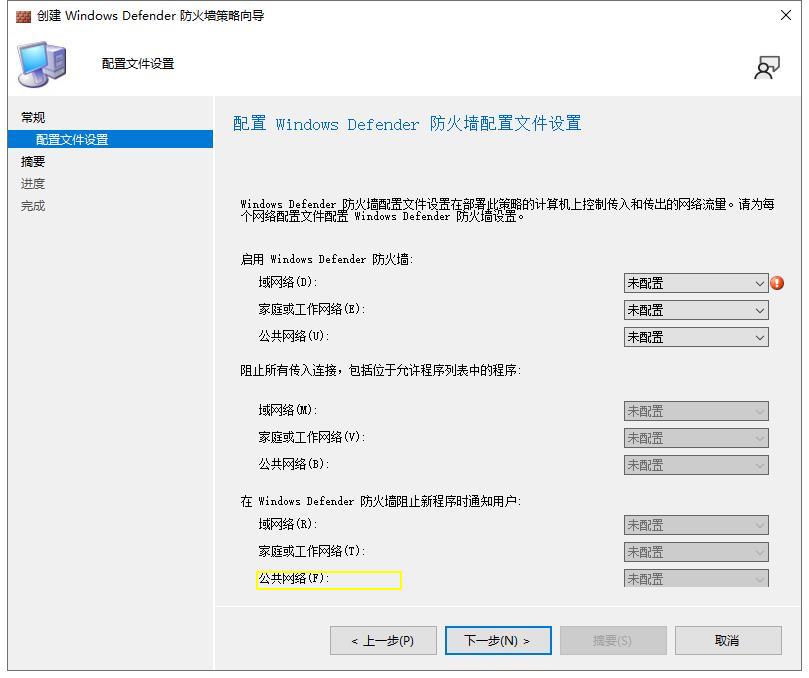 创建 Windows Defender 防火墙策略向导
配置文件设置
常规
配置文件设置
摘要
进度
完成
配置 Windows Defender 防火墙配置文件设置
Windows Defender 防火墙配置文件设置在部署此策略的计算机上控制传入和传出的网络流量。请为每
个网络配置文件配置 Windows Defender 防火墙设置。
启用 Windows Defender 防火墙:
域网络(D): 未配置
家庭或工作网络(E): 未配置
公共网络(U): 未配置
阻止所有传入连接，包括位于允许程序列表中的程序:
域网络(M): 未配置
家庭或工作网络(V): 未配置
公共网络(B): 未配置
在 Windows Defender 防火墙阻止新程序时通知用户:
域网络(R): 未配置
家庭或工作网络(T): 未配置
公共网络(F): 未配置
< 上一步(P) 下一步(N) > 摘要(S) 取消